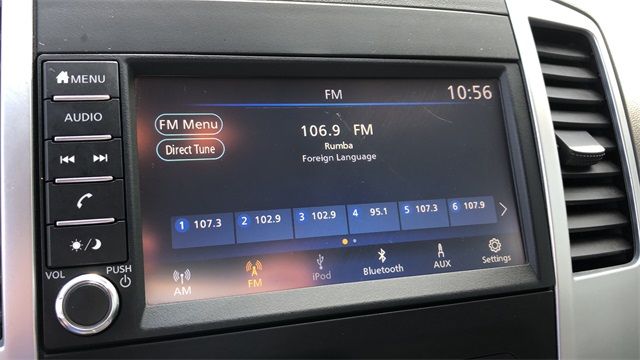 MENU
AUDIO
VOL
PUSH
FM
10:56
FM Menu
Direct Tune
106.9 FM
Rumba
Foreign Language
1 107.3 2 102.9 3 102.9 4 95.1 5 107.3 6 107.9
AM FM iPod Bluetooth AUX Settings